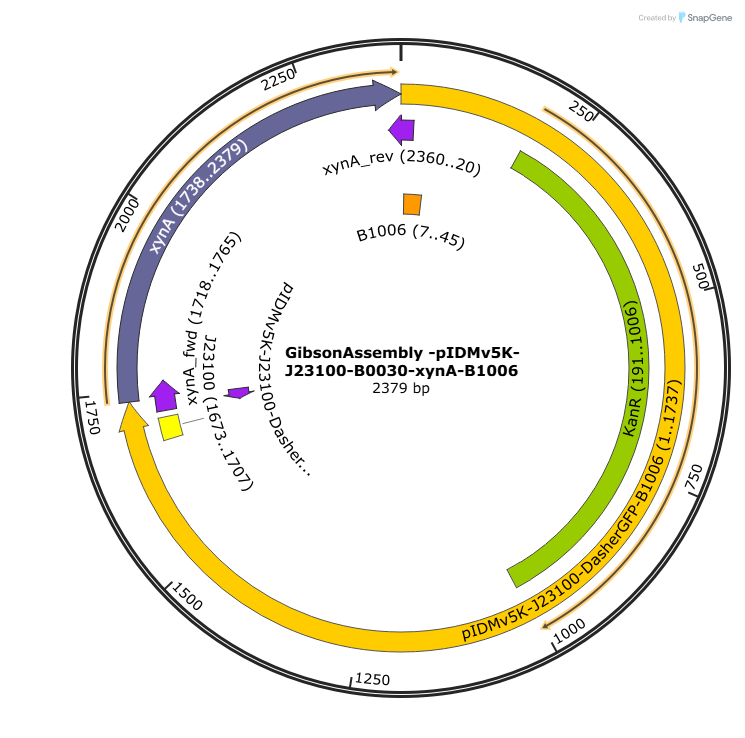 Created by SnapGene
2250
250
xynA_rev (2360..20)
xynA (1738..2379)
2000
B1006 (7..45)
500
xynA_fwd (1718..1765)
J23100 (1673..1707)
pIDMv5K-J23100-Dasher...
GibsonAssembly -pIDMv5K-
J23100-B0030-xynA-B1006
2379 bp
KanR (191..1006)
1750
pIDMv5K-J23100-DasherGFP-B1006 (1..1737)
750
1500
1000
1250